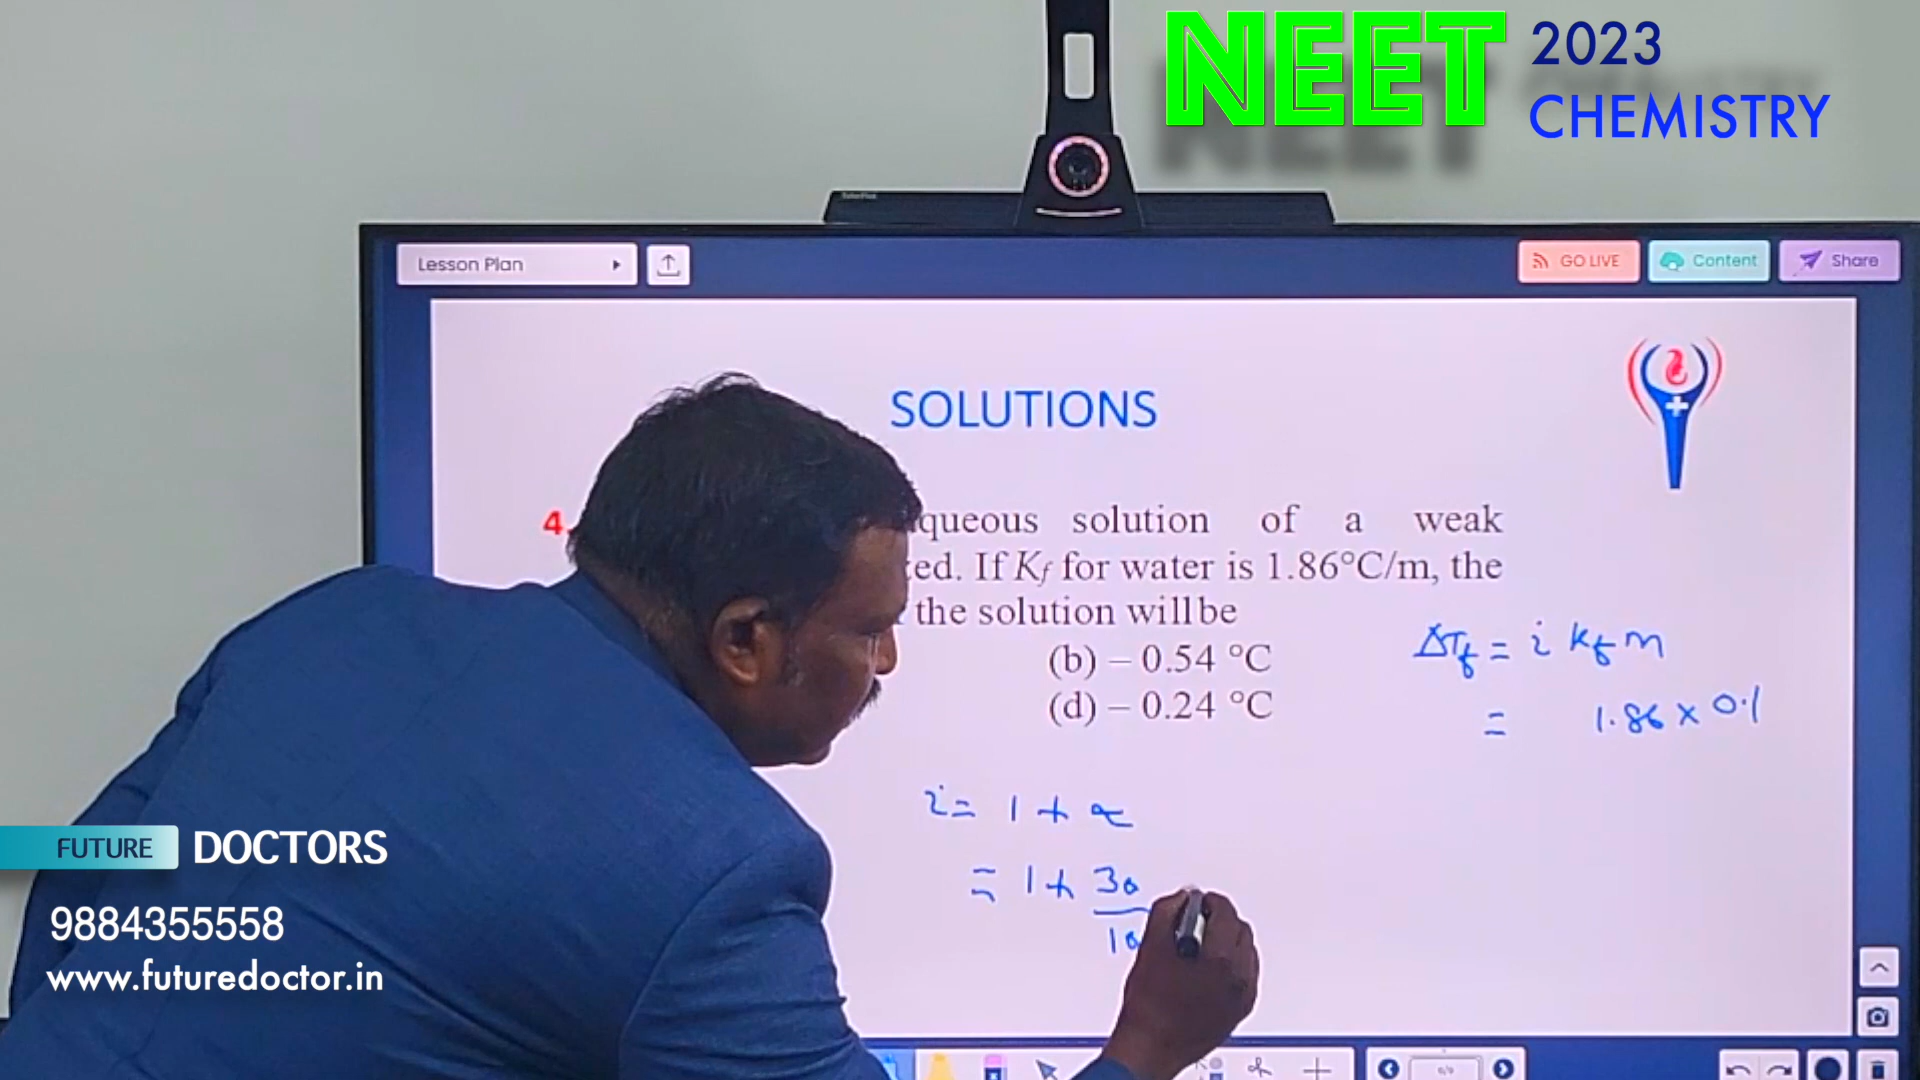 NEET 2023
CHEMISTRY
Lesson Plan
GO LIVE
Content
Share
SOLUTIONS
4. queous solution of a weak
ed. If Kf for water is 1.86°C/m, the
the solution will be
(b) – 0.54 °C
(d) – 0.24 °C
ΔTf = i kf m
= 1.86 × 0.1
i = 1 + α
= 1 + 30
10
FUTURE DOCTORS
9884355558
www.futuredoctor.in